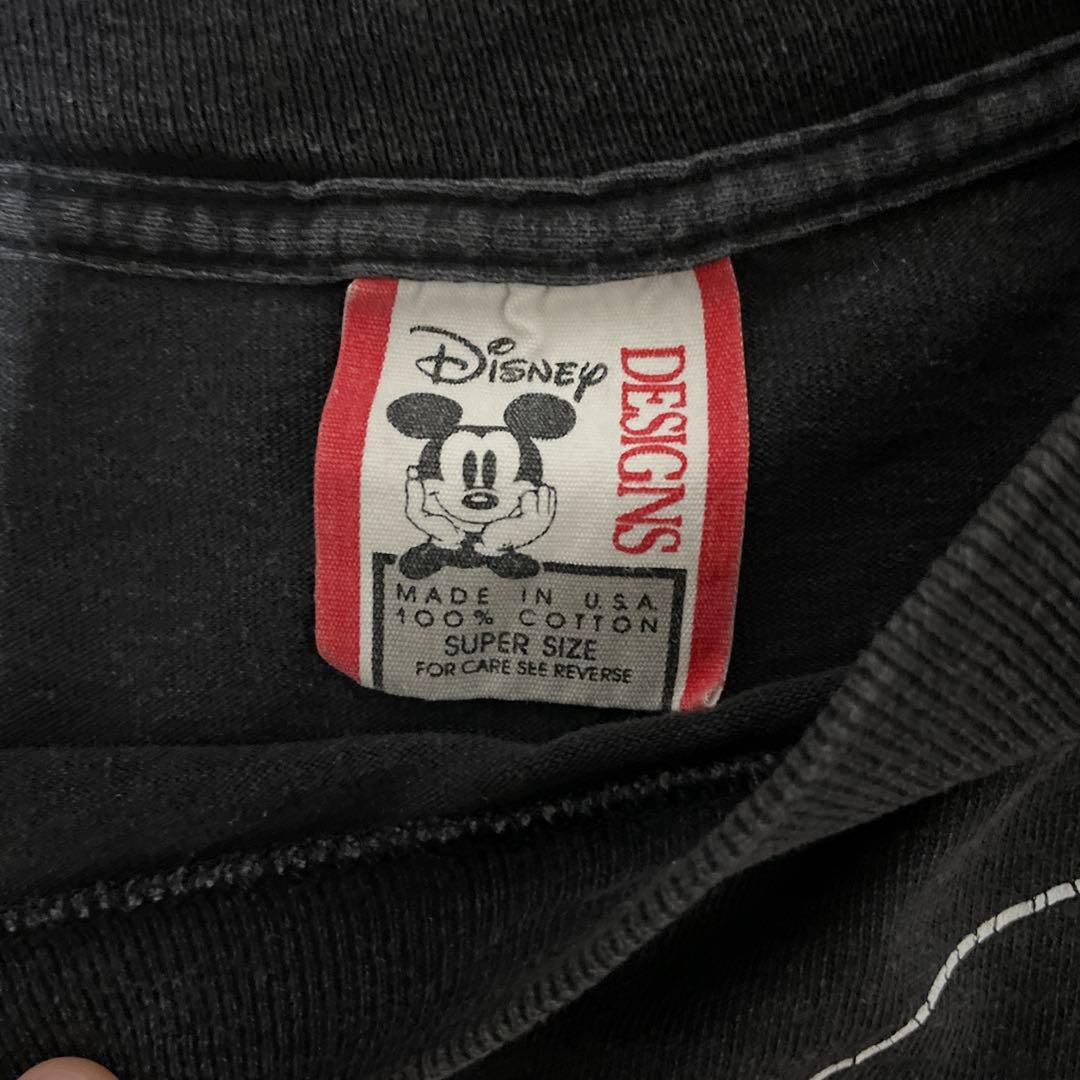 Disney
DESIGNS
MADE IN U.S.A.
100% COTTON
SUPER SIZE
FOR CARE SEE REVERSE